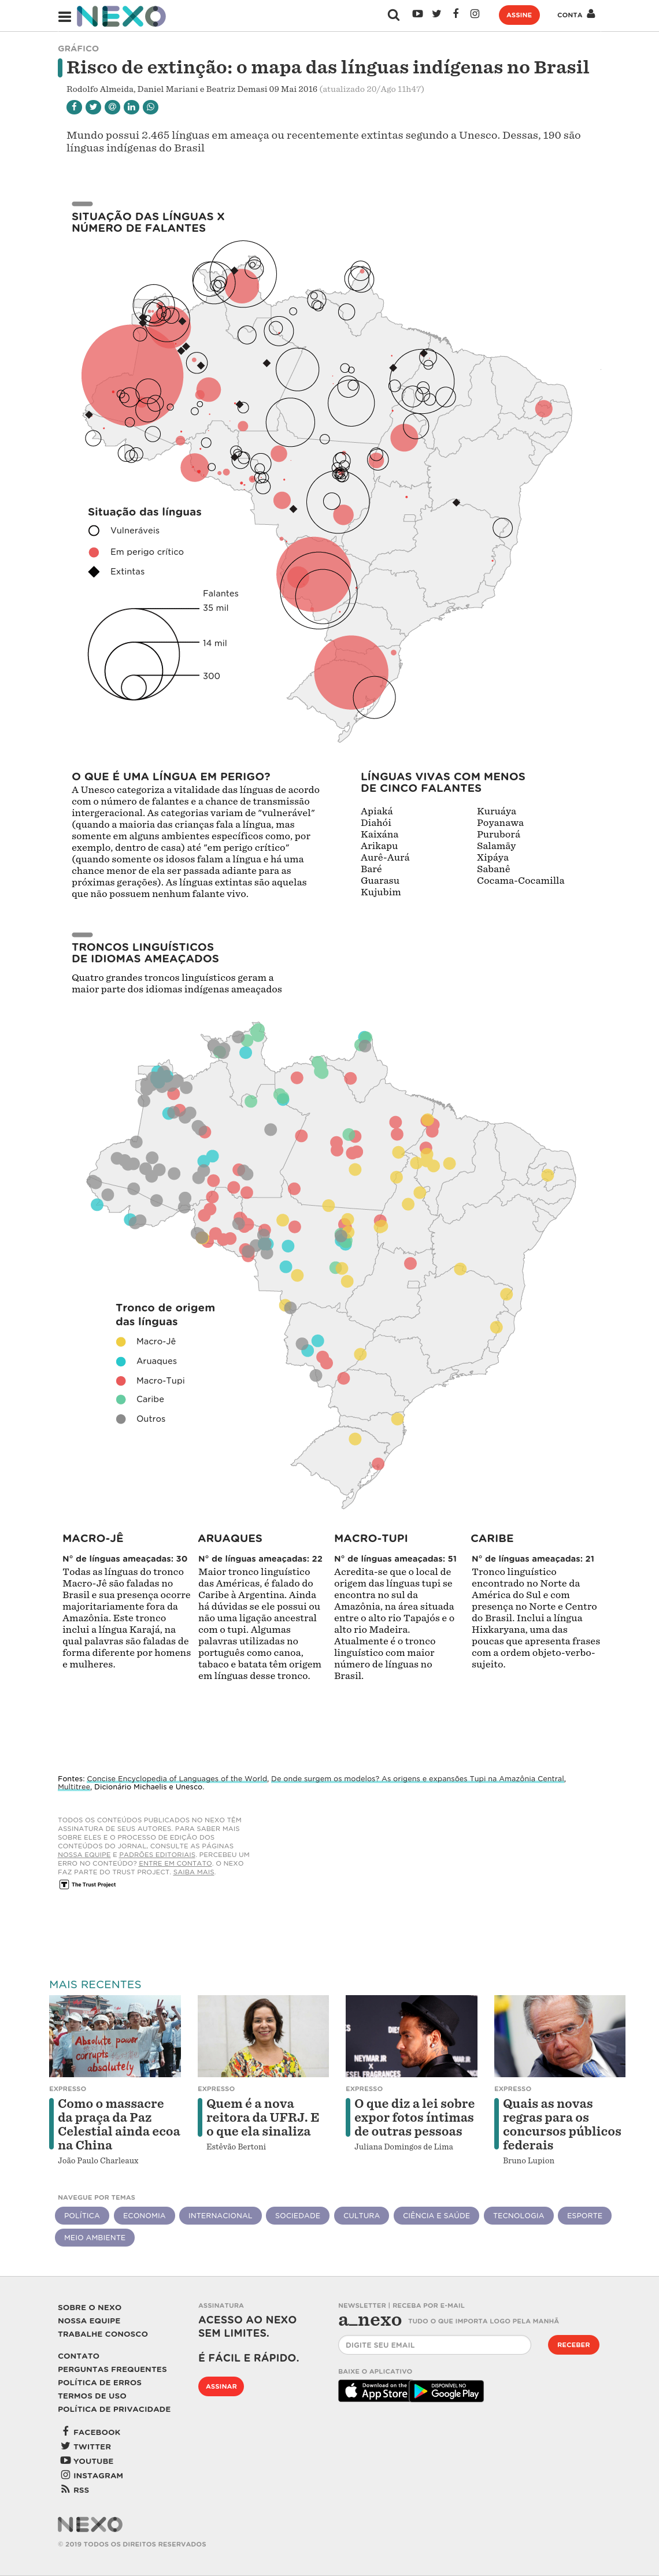 NEXO
ASSINE
CONTA
GRÁFICO
Risco de extinção: o mapa das línguas indígenas no Brasil
Rodolfo Almeida, Daniel Mariani e Beatriz Demasi 09 Mai 2016 (atualizado 20/Ago 11h47)
Mundo possui 2.465 línguas em ameaça ou recentemente extintas segundo a Unesco. Dessas, 190 são
línguas indígenas do Brasil
SITUAÇÃO DAS LÍNGUAS X
NÚMERO DE FALANTES
Situação das línguas
Vulneráveis
Em perigo crítico
Extintas
Falantes
35 mil
14 mil
300
O QUE É UMA LÍNGUA EM PERIGO?
A Unesco categoriza a vitalidade das línguas de acordo
com o número de falantes e a chance de transmissão
intergeracional. As categorias variam de "vulnerável"
(quando a maioria das crianças fala a língua, mas
somente em alguns ambientes específicos como, por
exemplo, dentro de casa) até "em perigo crítico"
(quando somente os idosos falam a língua e há uma
chance menor de ela ser passada adiante para as
próximas gerações). As línguas extintas são aquelas
que não possuem nenhum falante vivo.
LÍNGUAS VIVAS COM MENOS
DE CINCO FALANTES
Apiaká
Diahói
Kaixána
Arikapu
Aurê-Aurá
Baré
Guarasu
Kujubim
Kuruáya
Poyanawa
Puruborá
Salamãy
Xipáya
Sabanê
Cocama-Cocamilla
TRONCOS LINGUÍSTICOS
DE IDIOMAS AMEAÇADOS
Quatro grandes troncos linguísticos geram a
maior parte dos idiomas indígenas ameaçados
Tronco de origem
das línguas
Macro-Jê
Aruaques
Macro-Tupi
Caribe
Outros
MACRO-JÊ
N° de línguas ameaçadas: 30
Todas as línguas do tronco
Macro-Jê são faladas no
Brasil e sua presença ocorre
majoritariamente fora da
Amazônia. Este tronco
inclui a língua Karajá, na
qual palavras são faladas de
forma diferente por homens
e mulheres.
ARUAQUES
N° de línguas ameaçadas: 22
Maior tronco linguístico
das Américas, é falado do
Caribe à Argentina. Ainda
há dúvidas se ele possui ou
não uma ligação ancestral
com o tupi. Algumas
palavras utilizadas no
português como canoa,
tabaco e batata têm origem
em línguas desse tronco.
MACRO-TUPI
N° de línguas ameaçadas: 51
Acredita-se que o local de
origem das línguas tupi se
encontra no sul da
Amazônia, na área situada
entre o alto rio Tapajós e o
alto rio Madeira.
Atualmente é o tronco
linguístico com maior
número de línguas no
Brasil.
CARIBE
N° de línguas ameaçadas: 21
Tronco linguístico
encontrado no Norte da
América do Sul e com
presença no Norte e Centro
do Brasil. Inclui a língua
Hixkaryana, uma das
poucas que apresenta frases
com a ordem objeto-verbo-
sujeito.
Fontes: Concise Encyclopedia of Languages of the World, De onde surgem os modelos? As origens e expansões Tupi na Amazônia Central,
Multitree, Dicionário Michaelis e Unesco.
TODOS OS CONTEÚDOS PUBLICADOS NO NEXO TÊM
ASSINATURA DE SEUS AUTORES. PARA SABER MAIS
SOBRE ELES E O PROCESSO DE EDIÇÃO DOS
CONTEÚDOS DO JORNAL, CONSULTE AS PÁGINAS
NOSSA EQUIPE E PADRÕES EDITORIAIS. PERCEBEU UM
ERRO NO CONTEÚDO? ENTRE EM CONTATO. O NEXO
FAZ PARTE DO TRUST PROJECT. SAIBA MAIS.
The Trust Project
MAIS RECENTES
Absolute power
corrupts
absolutely
NEYMAR JR
EL FRAGRANCES
EXPRESSO
Como o massacre
da praça da Paz
Celestial ainda ecoa
na China
João Paulo Charleaux
EXPRESSO
Quem é a nova
reitora da UFRJ. E
o que ela sinaliza
Estêvão Bertoni
EXPRESSO
O que diz a lei sobre
expor fotos íntimas
de outras pessoas
Juliana Domingos de Lima
EXPRESSO
Quais as novas
regras para os
concursos públicos
federais
Bruno Lupion
NAVEGUE POR TEMAS
POLÍTICA
ECONOMIA
INTERNACIONAL
SOCIEDADE
CULTURA
CIÊNCIA E SAÚDE
TECNOLOGIA
ESPORTE
MEIO AMBIENTE
SOBRE O NEXO
NOSSA EQUIPE
TRABALHE CONOSCO
CONTATO
PERGUNTAS FREQUENTES
POLÍTICA DE ERROS
TERMOS DE USO
POLÍTICA DE PRIVACIDADE
FACEBOOK
TWITTER
YOUTUBE
INSTAGRAM
RSS
ASSINATURA
ACESSO AO NEXO
SEM LIMITES.
É FÁCIL E RÁPIDO.
ASSINAR
NEWSLETTER | RECEBA POR E-MAIL
a_nexo TUDO O QUE IMPORTA LOGO PELA MANHÃ
DIGITE SEU EMAIL
RECEBER
BAIXE O APLICATIVO
Download on the
App Store
DISPONÍVEL NO
Google Play
NEXO
© 2019 TODOS OS DIREITOS RESERVADOS